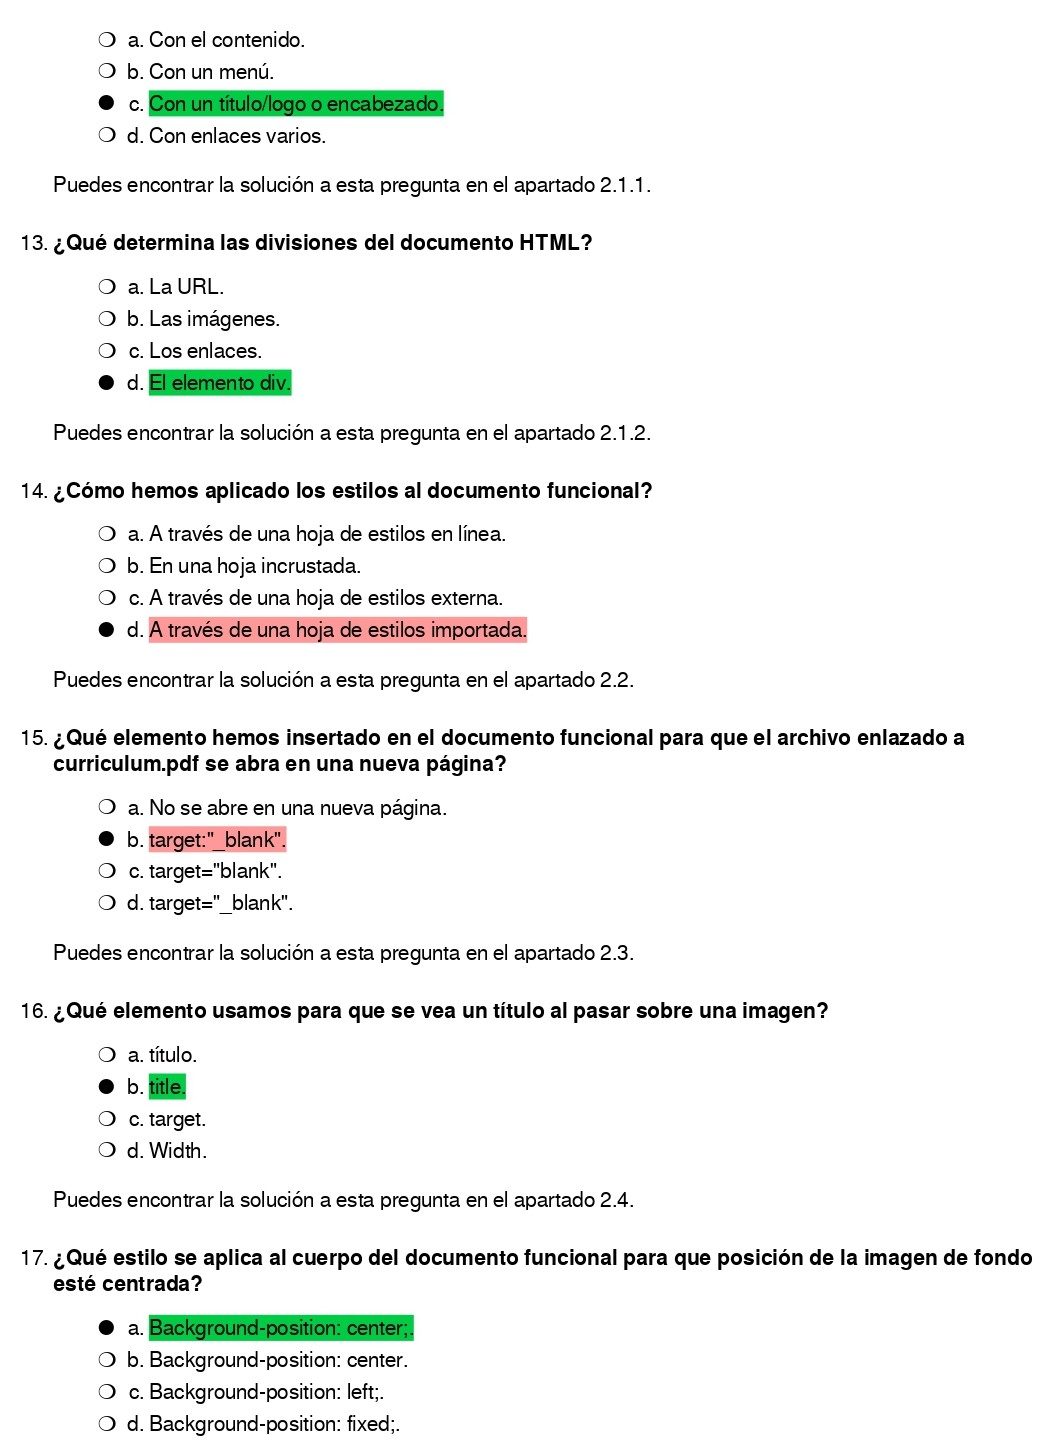 a. Con el contenido.
b. Con un menú.
c. Con un título/logo o encabezado.
d. Con enlaces varios.
Puedes encontrar la solución a esta pregunta en el apartado 2.1.1.
13. ¿Qué determina las divisiones del documento HTML?
a. La URL.
b. Las imágenes.
c. Los enlaces.
d. El elemento div.
Puedes encontrar la solución a esta pregunta en el apartado 2.1.2.
14. ¿Cómo hemos aplicado los estilos al documento funcional?
a. A través de una hoja de estilos en línea.
b. En una hoja incrustada.
c. A través de una hoja de estilos externa.
d. A través de una hoja de estilos importada.
Puedes encontrar la solución a esta pregunta en el apartado 2.2.
15. ¿Qué elemento hemos insertado en el documento funcional para que el archivo enlazado a
curriculum.pdf se abra en una nueva página?
a. No se abre en una nueva página.
b. target:"_blank".
c. target="blank".
d. target="_blank".
Puedes encontrar la solución a esta pregunta en el apartado 2.3.
16. ¿Qué elemento usamos para que se vea un título al pasar sobre una imagen?
a. título.
b. title.
c. target.
d. Width.
Puedes encontrar la solución a esta pregunta en el apartado 2.4.
17. ¿Qué estilo se aplica al cuerpo del documento funcional para que posición de la imagen de fondo
esté centrada?
a. Background-position: center;.
b. Background-position: center.
c. Background-position: left;.
d. Background-position: fixed;.